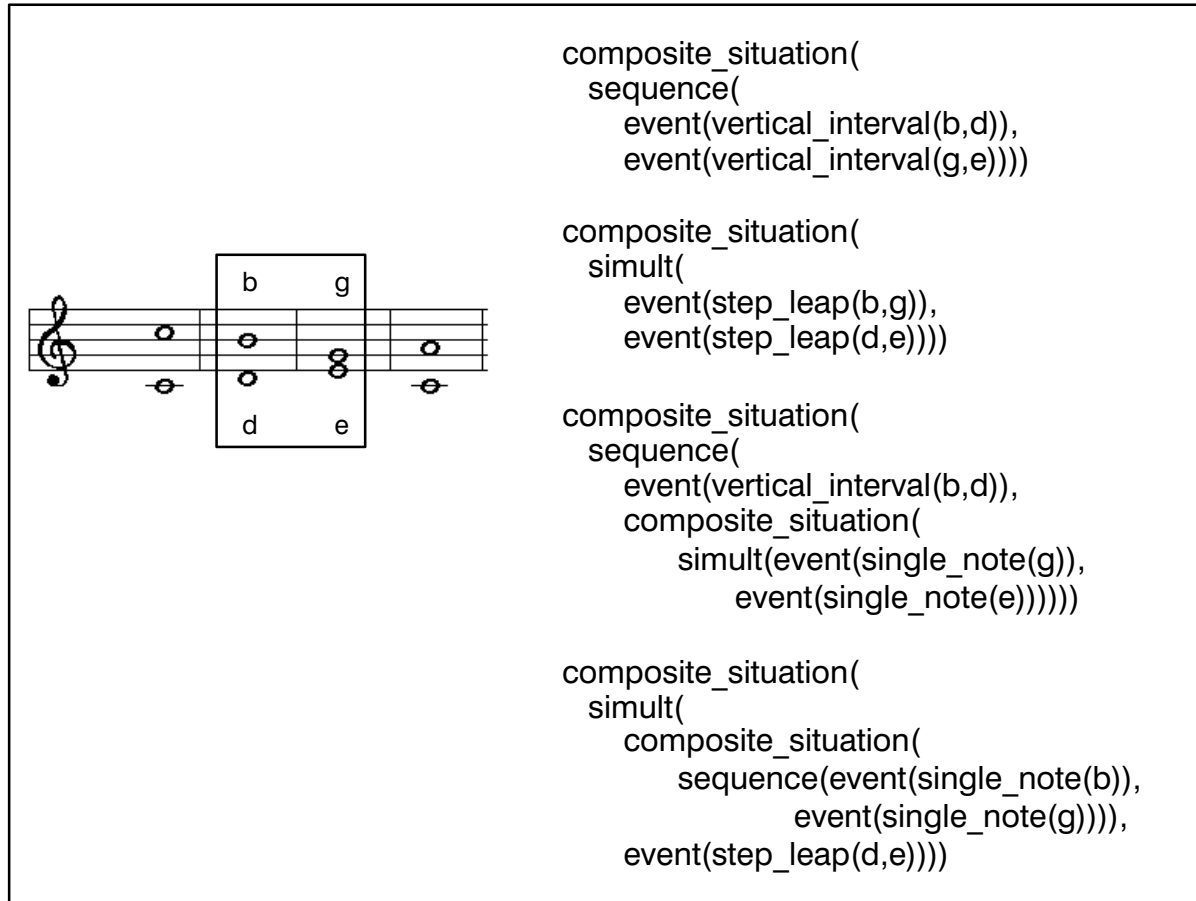 b g
d e
composite_situation(
sequence(
event(vertical_interval(b,d)),
event(vertical_interval(g,e))))
composite_situation(
simult(
event(step_leap(b,g)),
event(step_leap(d,e))))
composite_situation(
sequence(
event(vertical_interval(b,d)),
composite_situation(
simult(event(single_note(g)),
event(single_note(e))))))
composite_situation(
simult(
composite_situation(
sequence(event(single_note(b)),
event(single_note(g)))),
event(step_leap(d,e))))